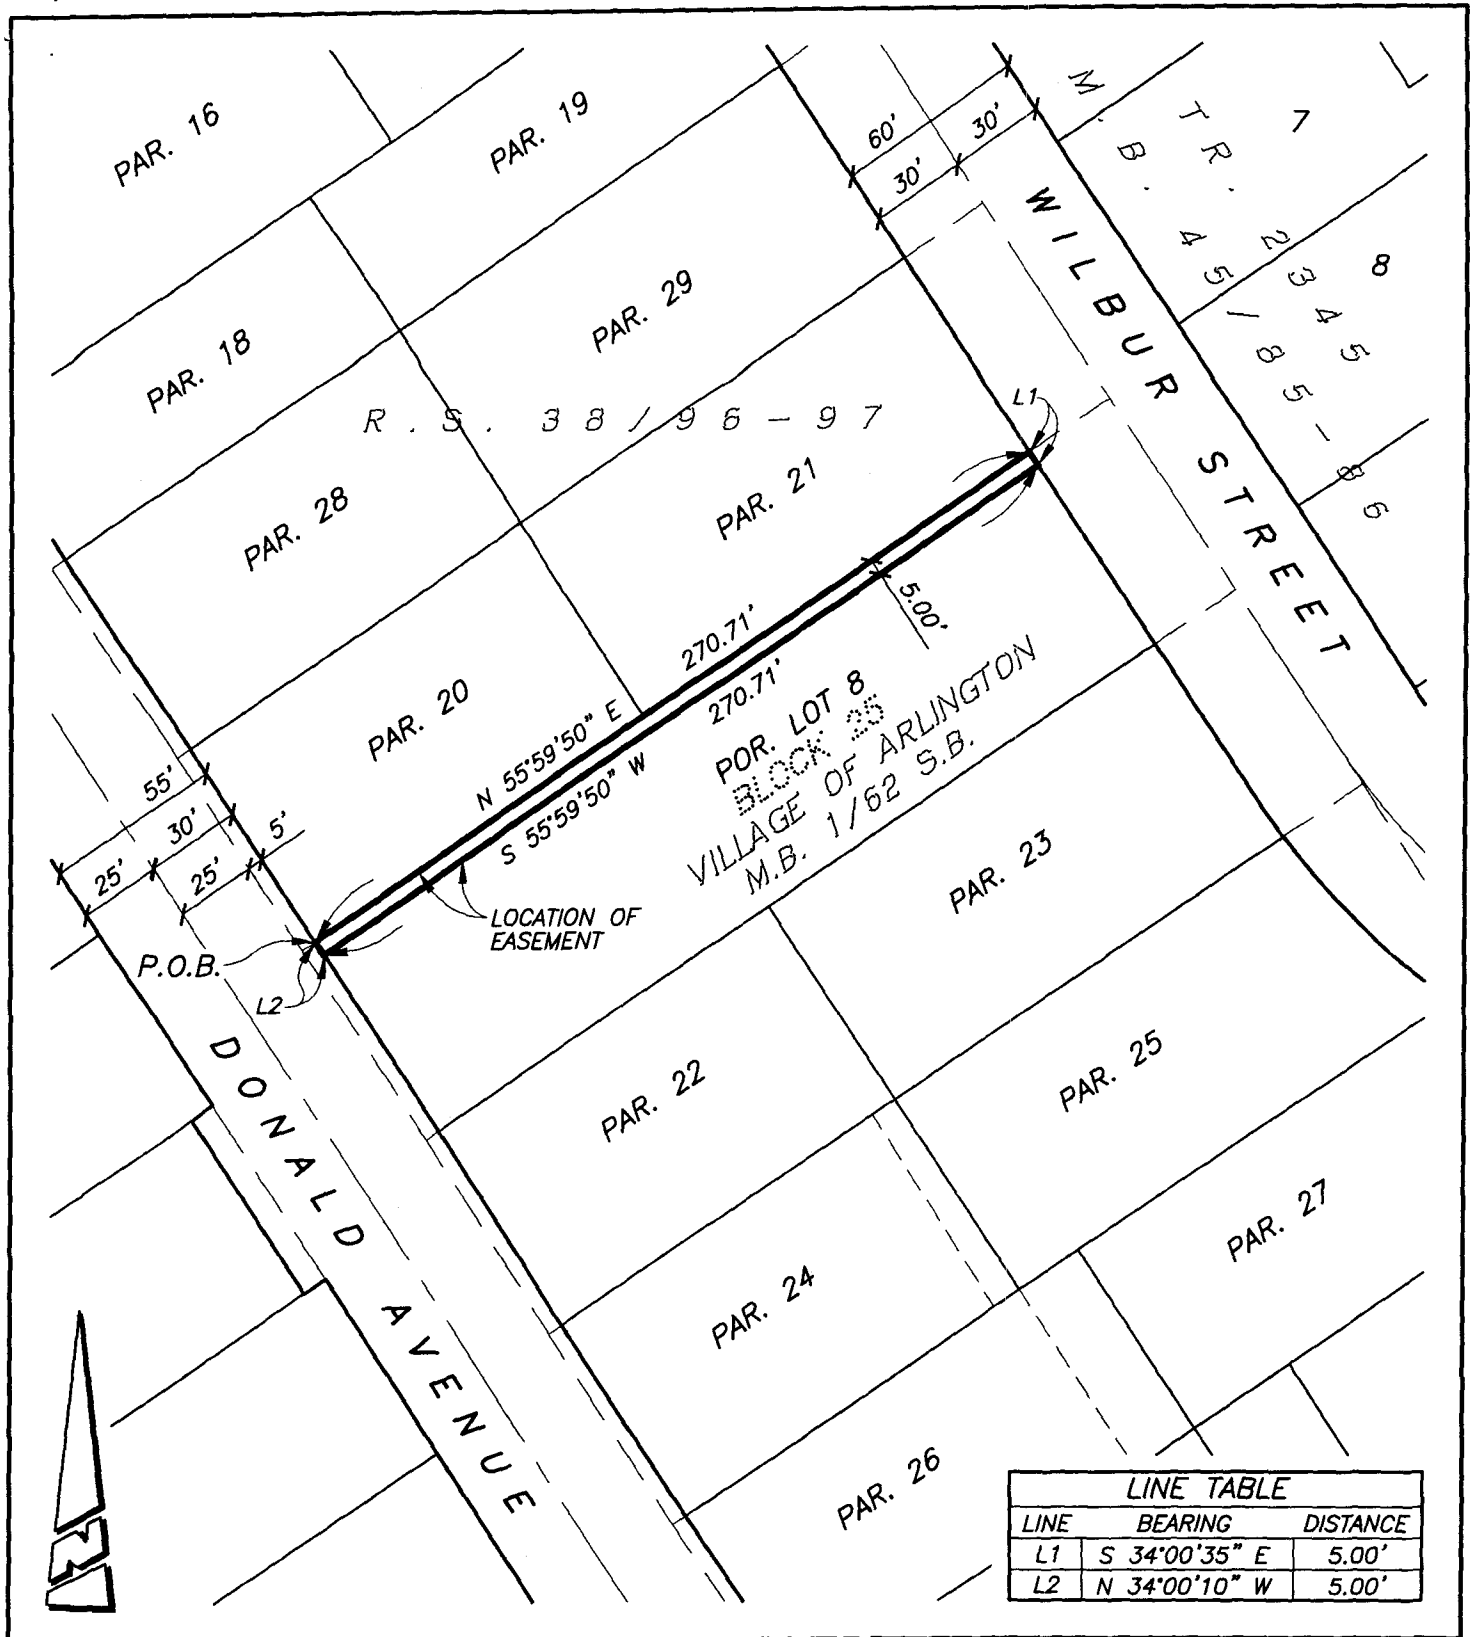 PAR. 16
PAR. 19
60'
30'
30'
M. B. 45/85-86
TR. 2345
7
8
PAR. 18
PAR. 29
WILBUR STREET
R.S. 38/96-97
L1
PAR. 28
PAR. 21
5.00'
270.71'
270.71'
PAR. 20
N 55°59'50" E
S 55°59'50" W
POR. LOT 8
BLOCK 25
VILLAGE OF ARLINGTON
M.B. 1/62 S.B.
55'
30'
5'
25'
25'
PAR. 23
LOCATION OF
EASEMENT
P.O.B.
L2
DONALD AVENUE
PAR. 22
PAR. 25
PAR. 24
PAR. 27
PAR. 26
N
LINE TABLE
LINE BEARING DISTANCE
L1 S 34°00'35" E 5.00'
L2 N 34°00'10" W 5.00'